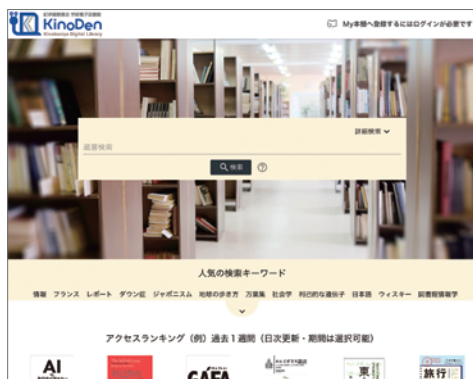 紀伊國屋書店 学術電子図書館
KinoDen
Kinokuniya Digital Library
My本棚へ登録するにはログインが必要です
詳細検索
蔵書検索
検索
人気の検索キーワード
情報 フランス レポート ダウン症 ジャポニスム 地球の歩き方 万葉集 社会学 利己的な遺伝子 日本語 ウィスキー 図書館情報学
アクセスランキング（例）過去１週間（日次更新・期間は選択可能）
AI
GAFA
東
旅行